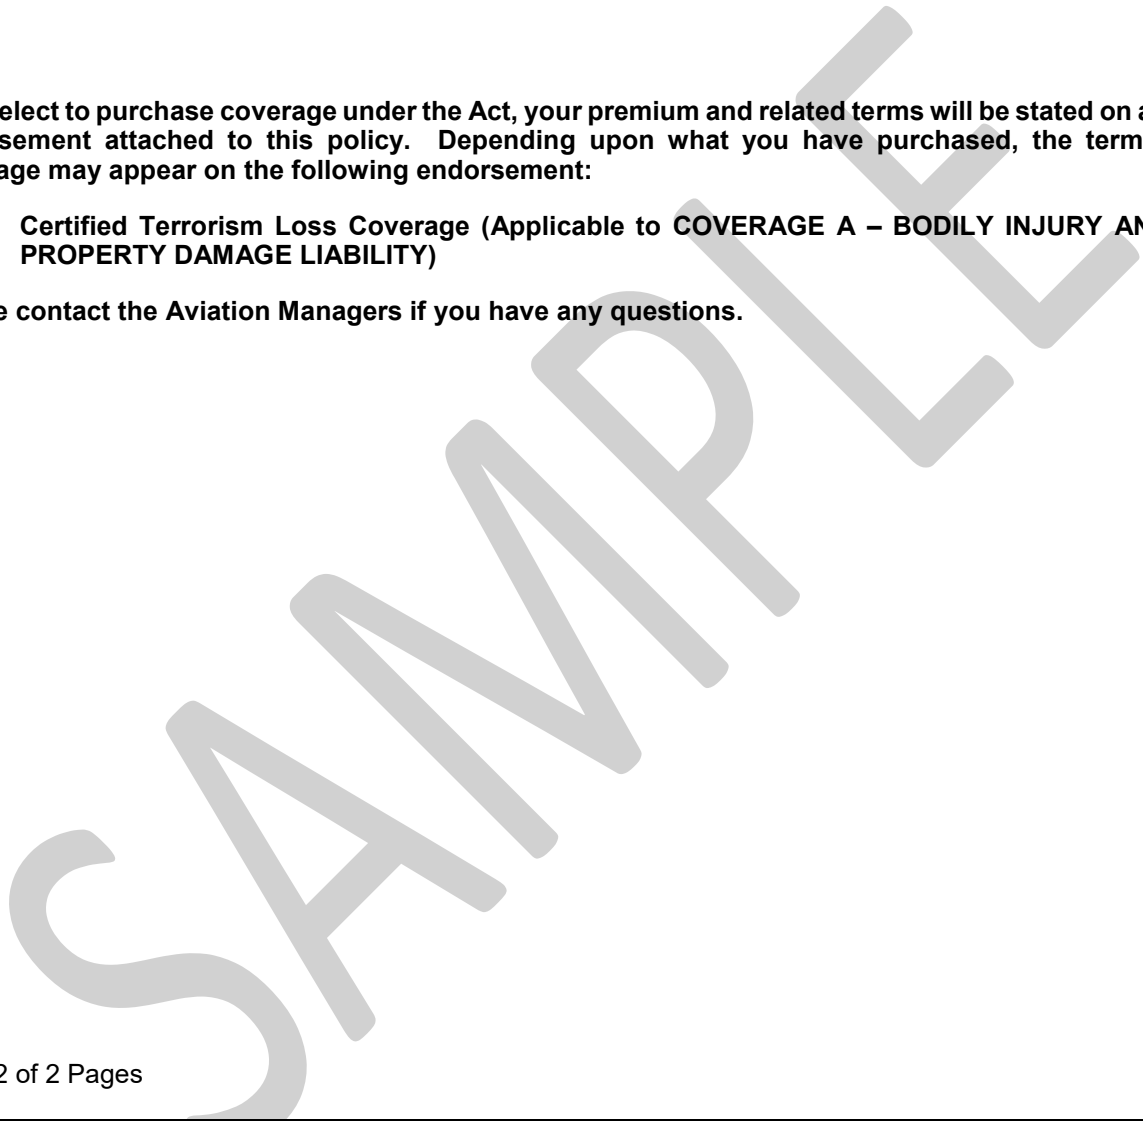 elect to purchase coverage under the Act, your premium and related terms will be stated on a
sement attached to this policy. Depending upon what you have purchased, the term
age may appear on the following endorsement:
Certified Terrorism Loss Coverage (Applicable to COVERAGE A – BODILY INJURY AN
PROPERTY DAMAGE LIABILITY)
e contact the Aviation Managers if you have any questions.
SAMPLE
2 of 2 Pages